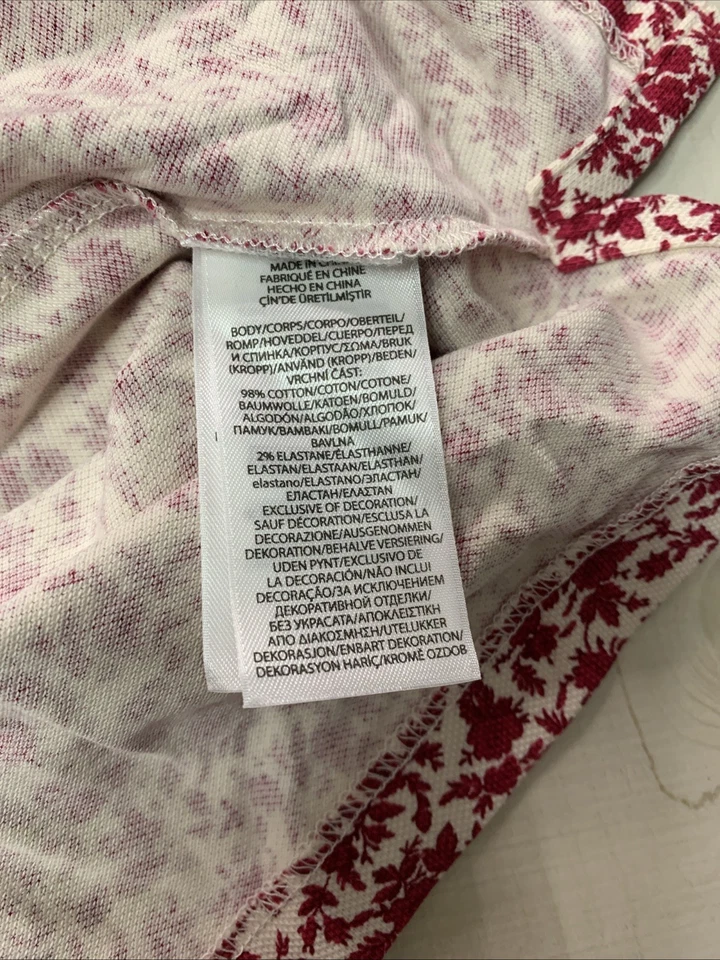 MADE IN CHINA
FABRIQUÉ EN CHINE
HECHO EN CHINA
ÇİN'DE ÜRETİLMİŞTİR
BODY/CORPS/CORPO/OBERTEIL/
ROMP/HOVEDDEL/CUERPO/ПЕРЕД
И СПИНКА/КОРПУС/ΣΩΜΑ/BRUK
(KROPP)/ANVÄND (KROPP)/BEDEN/
VRCHNÍ ČÁST:
98% COTTON/COTON/COTONE/
BAUMWOLLE/KATOEN/BOMULD/
ALGODÓN/ALGODÃO/ХЛОПОК/
ПАМУК/ΒΑΜΒΑΚΙ/BOMULL/PAMUK/
BAVLNA
2% ELASTANE/ÉLASTHANNE/
ELASTAN/ELASTAAN/ELASTHAN/
elastano/ELASTANO/ЭЛАСТАН/
ЕЛАСТАН/ΕΛΑΣΤΑΝ
EXCLUSIVE OF DECORATION/
SAUF DÉCORATION/ESCLUSA LA
DECORAZIONE/AUSGENOMMEN
DEKORATION/BEHALVE VERSIERING/
UDEN PYNT/EXCLUSIVO DE
LA DECORACIÓN/NÃO INCLUI
DECORAÇÃO/ЗА ИСКЛЮЧЕНИЕМ
ДЕКОРАТИВНОЙ ОТДЕЛКИ/
БЕЗ УКРАСАТА/ΑΠΟΚΛΕΙΣΤΙΚΗ
ΑΠΟ ΔΙΑΚΟΣΜΗΣΗ/UTELUKKER
DEKORASJON/ENBART DEKORATION/
DEKORASYON HARİÇ/KROMĚ OZDOB